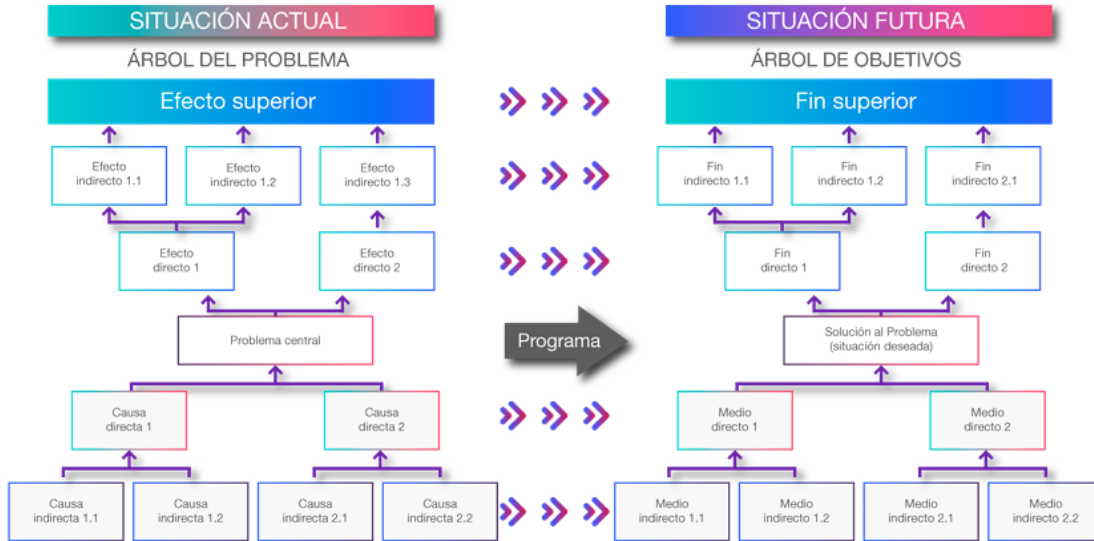 SITUACIÓN ACTUAL
ÁRBOL DEL PROBLEMA
Efecto superior
Efecto
indirecto 1.1
Efecto
indirecto 1.2
Efecto
indirecto 1.3
Efecto
directo 1
Efecto
directo 2
Problema central
Causa
directa 1
Causa
directa 2
Causa
indirecta 1.1
Causa
indirecta 1.2
Causa
indirecta 2.1
Causa
indirecta 2.2
Programa
SITUACIÓN FUTURA
ÁRBOL DE OBJETIVOS
Fin superior
Fin
indirecto 1.1
Fin
indirecto 1.2
Fin
indirecto 2.1
Fin
directo 1
Fin
directo 2
Solución al Problema
(situación deseada)
Medio
directo 1
Medio
directo 2
Medio
indirecto 1.1
Medio
indirecto 1.2
Medio
indirecto 2.1
Medio
indirecto 2.2